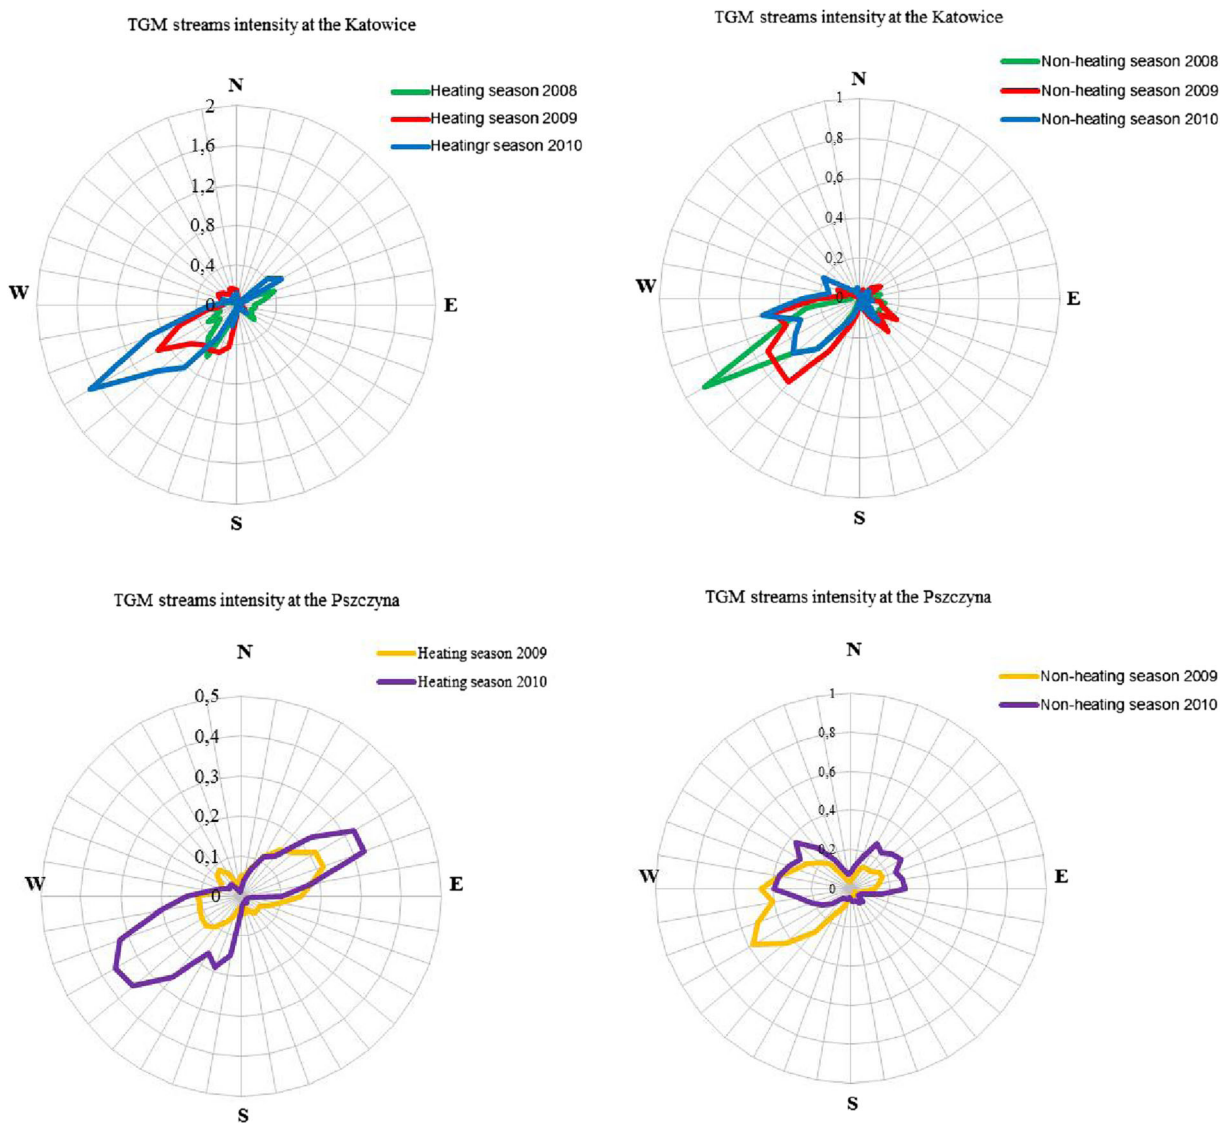 TGM streams intensity at the Katowice
N
Heating season 2008
Heating season 2009
Heatingr season 2010
2
1,6
1,2
0,8
0,4
0
W
E
S
TGM streams intensity at the Katowice
N
Non-heating season 2008
Non-heating season 2009
Non-heating season 2010
1
0,8
0,6
0,4
0,2
0
W
E
S
TGM streams intensity at the Pszczyna
N
Heating season 2009
Heating season 2010
0,5
0,4
0,3
0,2
0,1
0
W
E
S
TGM streams intensity at the Pszczyna
N
Non-heating season 2009
Non-heating season 2010
1
0,8
0,6
0,4
0,2
0
W
E
S